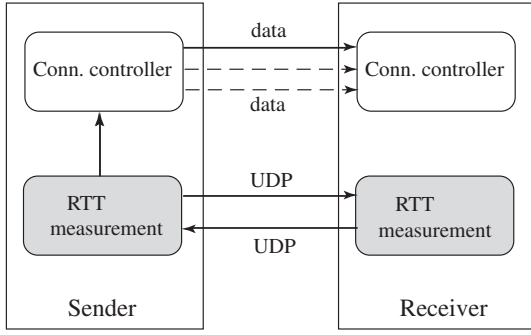 data
Conn. controller
Conn. controller
data
UDP
RTT
measurement
RTT
measurement
UDP
Sender
Receiver